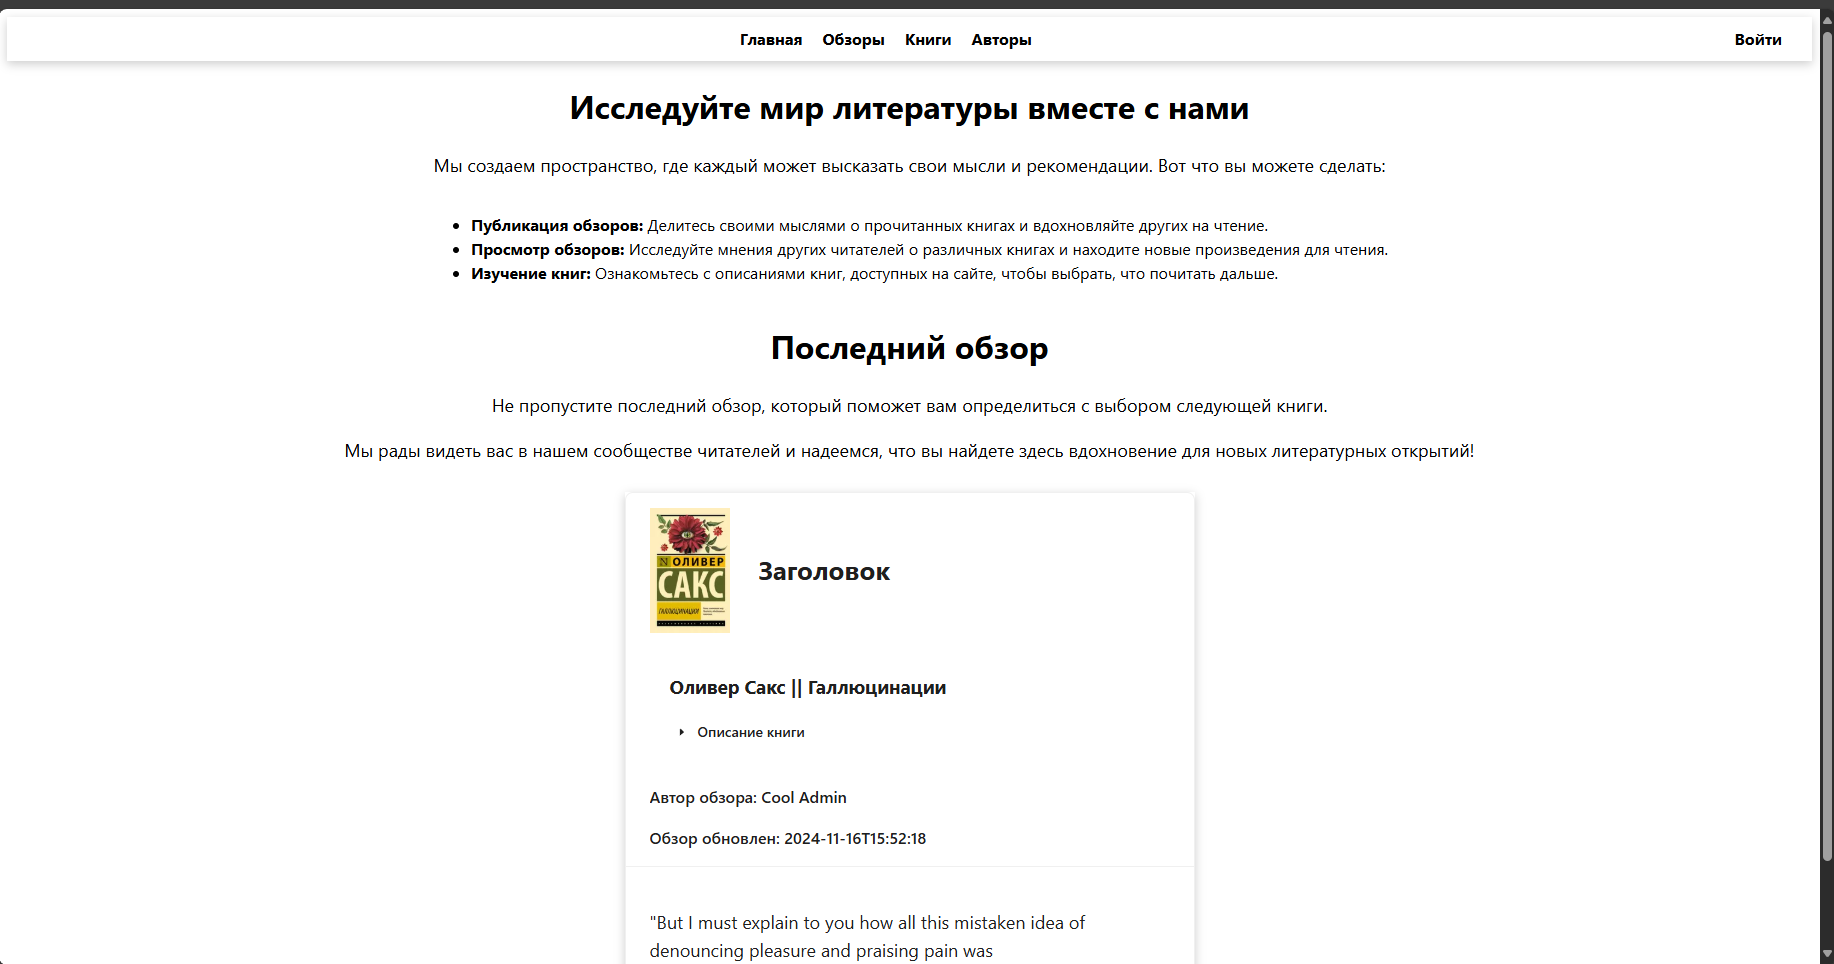 Главная Обзоры Книги Авторы Войти
Исследуйте мир литературы вместе с нами
Мы создаем пространство, где каждый может высказать свои мысли и рекомендации. Вот что вы можете сделать:
Публикация обзоров: Делитесь своими мыслями о прочитанных книгах и вдохновляйте других на чтение.
Просмотр обзоров: Исследуйте мнения других читателей о различных книгах и находите новые произведения для чтения.
Изучение книг: Ознакомьтесь с описаниями книг, доступных на сайте, чтобы выбрать, что почитать дальше.
Последний обзор
Не пропустите последний обзор, который поможет вам определиться с выбором следующей книги.
Мы рады видеть вас в нашем сообществе читателей и надеемся, что вы найдете здесь вдохновение для новых литературных открытий!
ОЛИВЕР
САКС
ГАЛЛЮЦИНАЦИИ
Заголовок
Оливер Сакс || Галлюцинации
Описание книги
Автор обзора: Cool Admin
Обзор обновлен: 2024-11-16T15:52:18
"But I must explain to you how all this mistaken idea of
denouncing pleasure and praising pain was